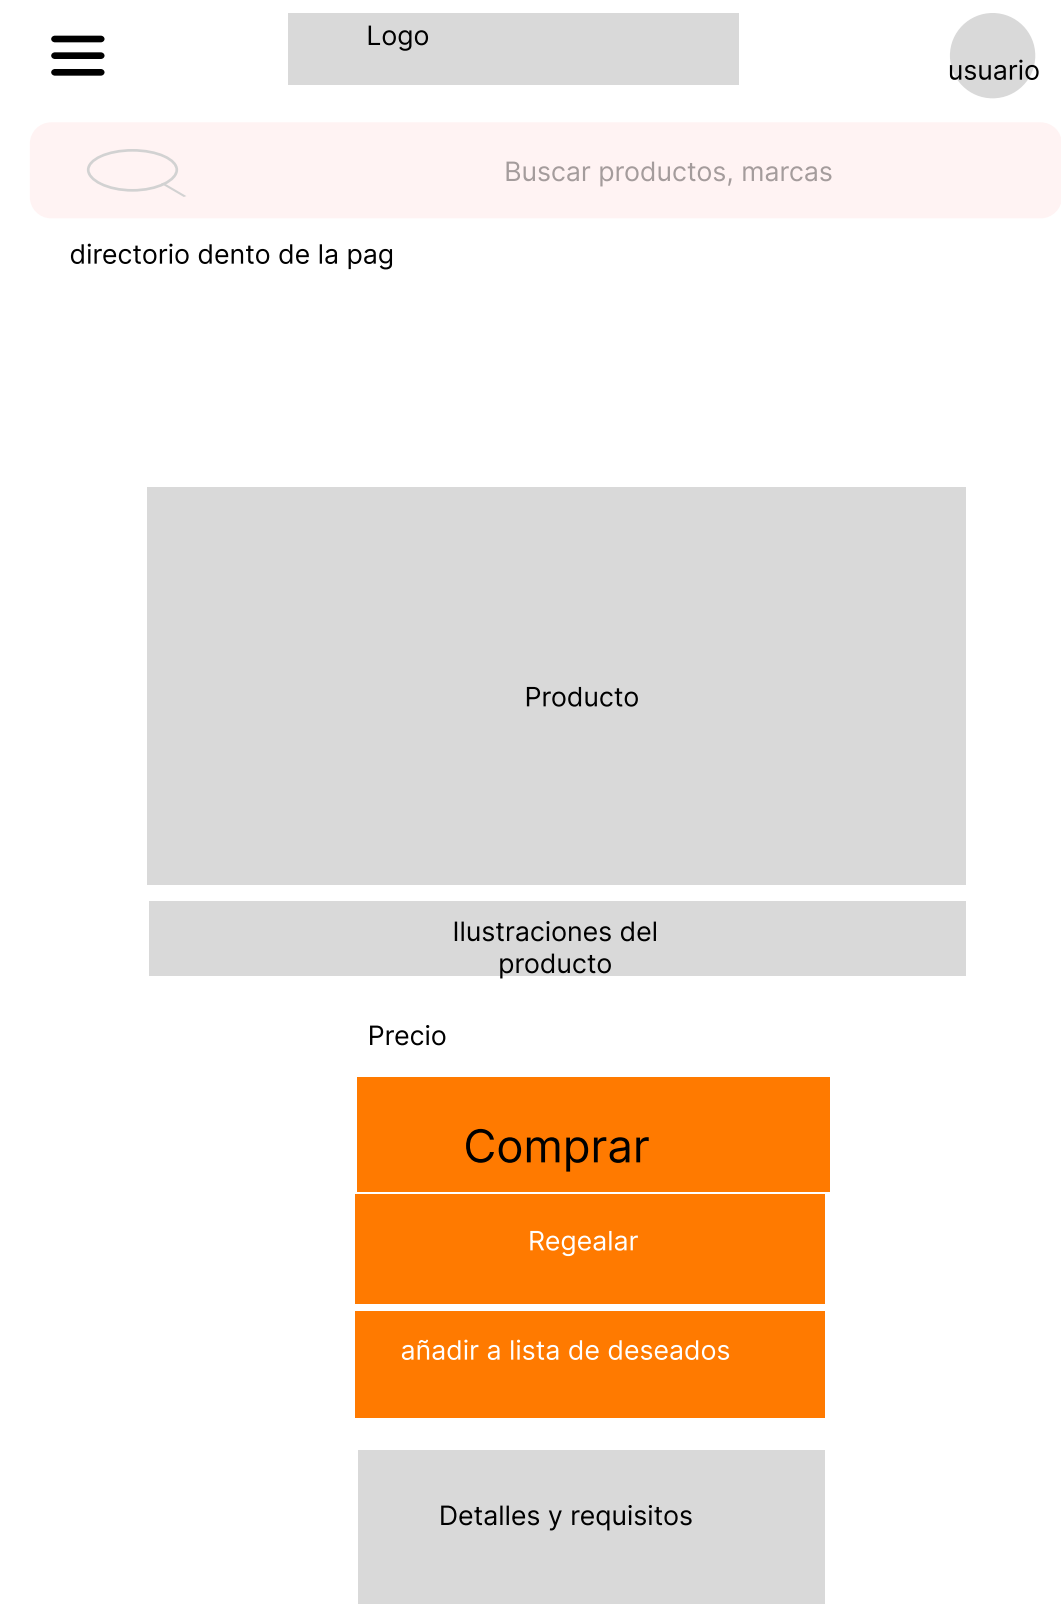 Logo
usuario
Buscar productos, marcas
directorio dento de la pag
Producto
Ilustraciones del
producto
Precio
Comprar
Regealar
añadir a lista de deseados
Detalles y requisitos